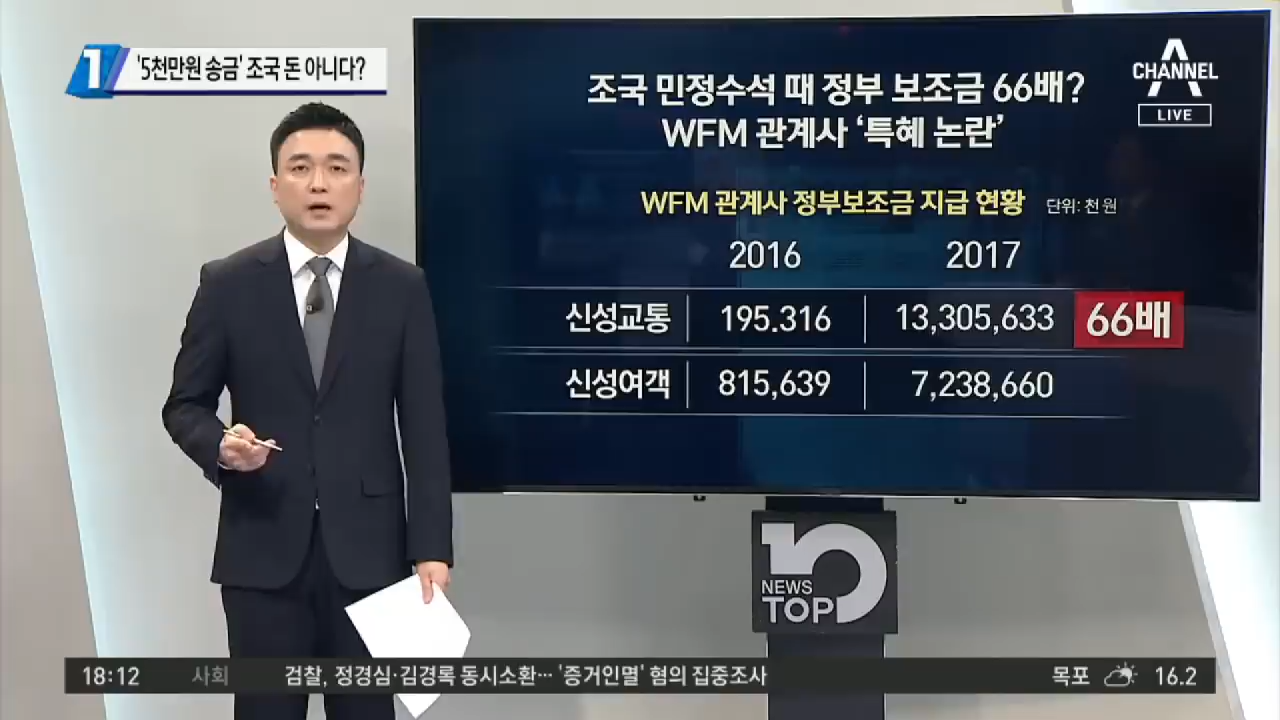 1 '5천만원 송금' 조국 돈 아니다?
CHANNEL A
LIVE
조국 민정수석 때 정부 보조금 66배?
WFM 관계사 '특혜 논란'
WFM 관계사 정부보조금 지급 현황 단위: 천 원
2016 2017
신성교통 195.316 13,305,633 66배
신성여객 815,639 7,238,660
NEWS TOP 10
18:12 사회 검찰, 정경심·김경록 동시소환… '증거인멸' 혐의 집중조사 목포 16.2